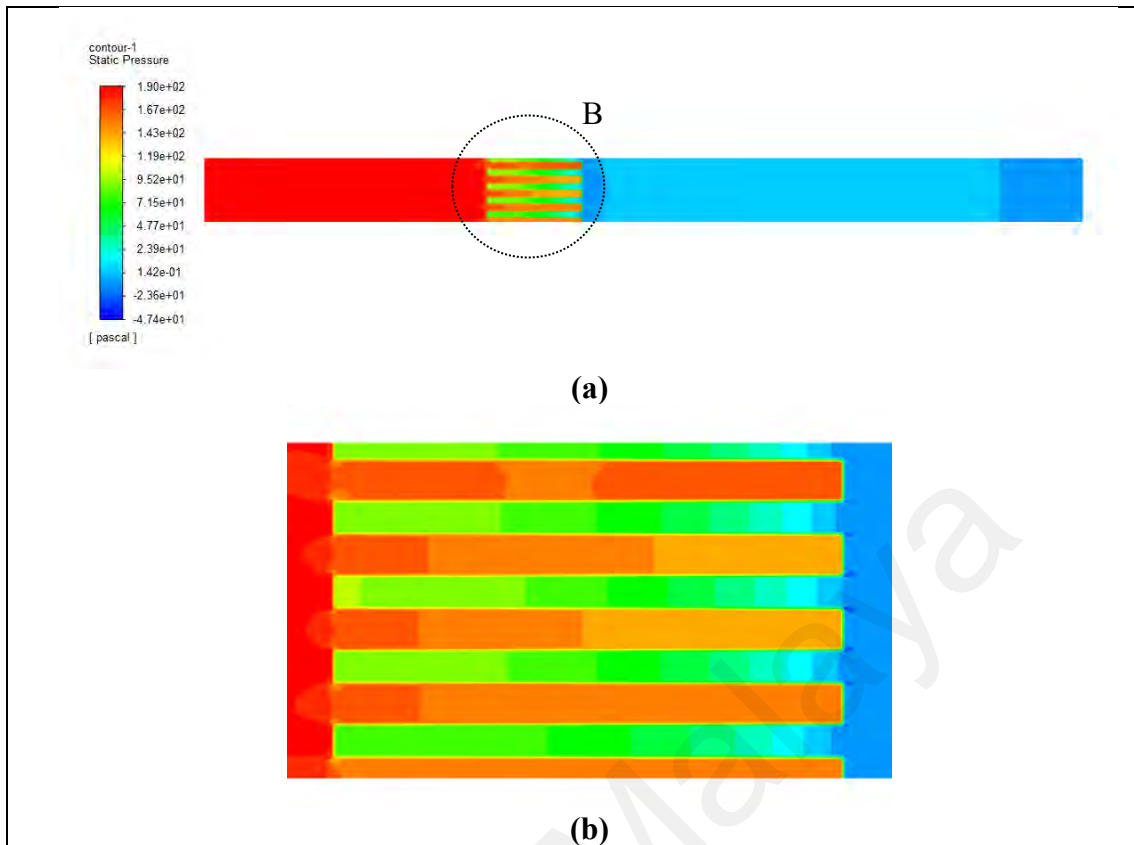 contour-1
Static Pressure
1.90e+02
1.67e+02
1.43e+02
1.19e+02
9.52e+01
7.15e+01
4.77e+01
2.39e+01
1.42e-01
-2.36e+01
-4.74e+01
[ pascal ]
B
(a)
(b)
Malaya